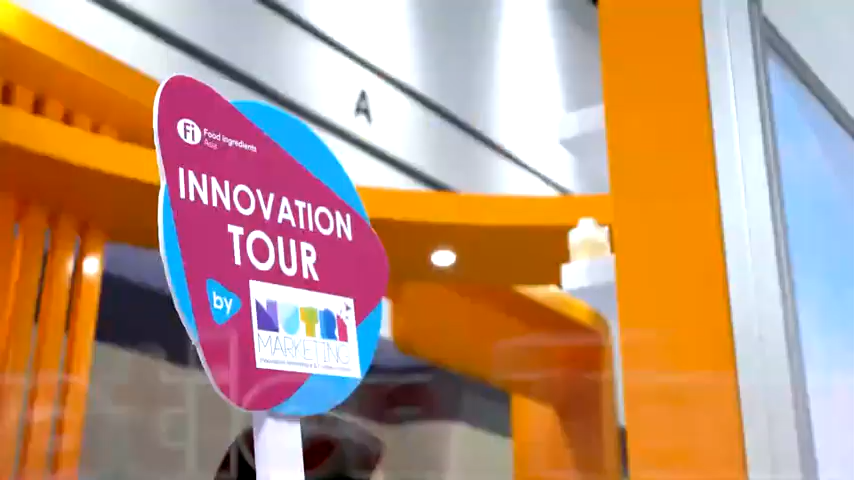 A
Fi Food ingredients
Asia
INNOVATION
TOUR
by
NUTRI
MARKETING